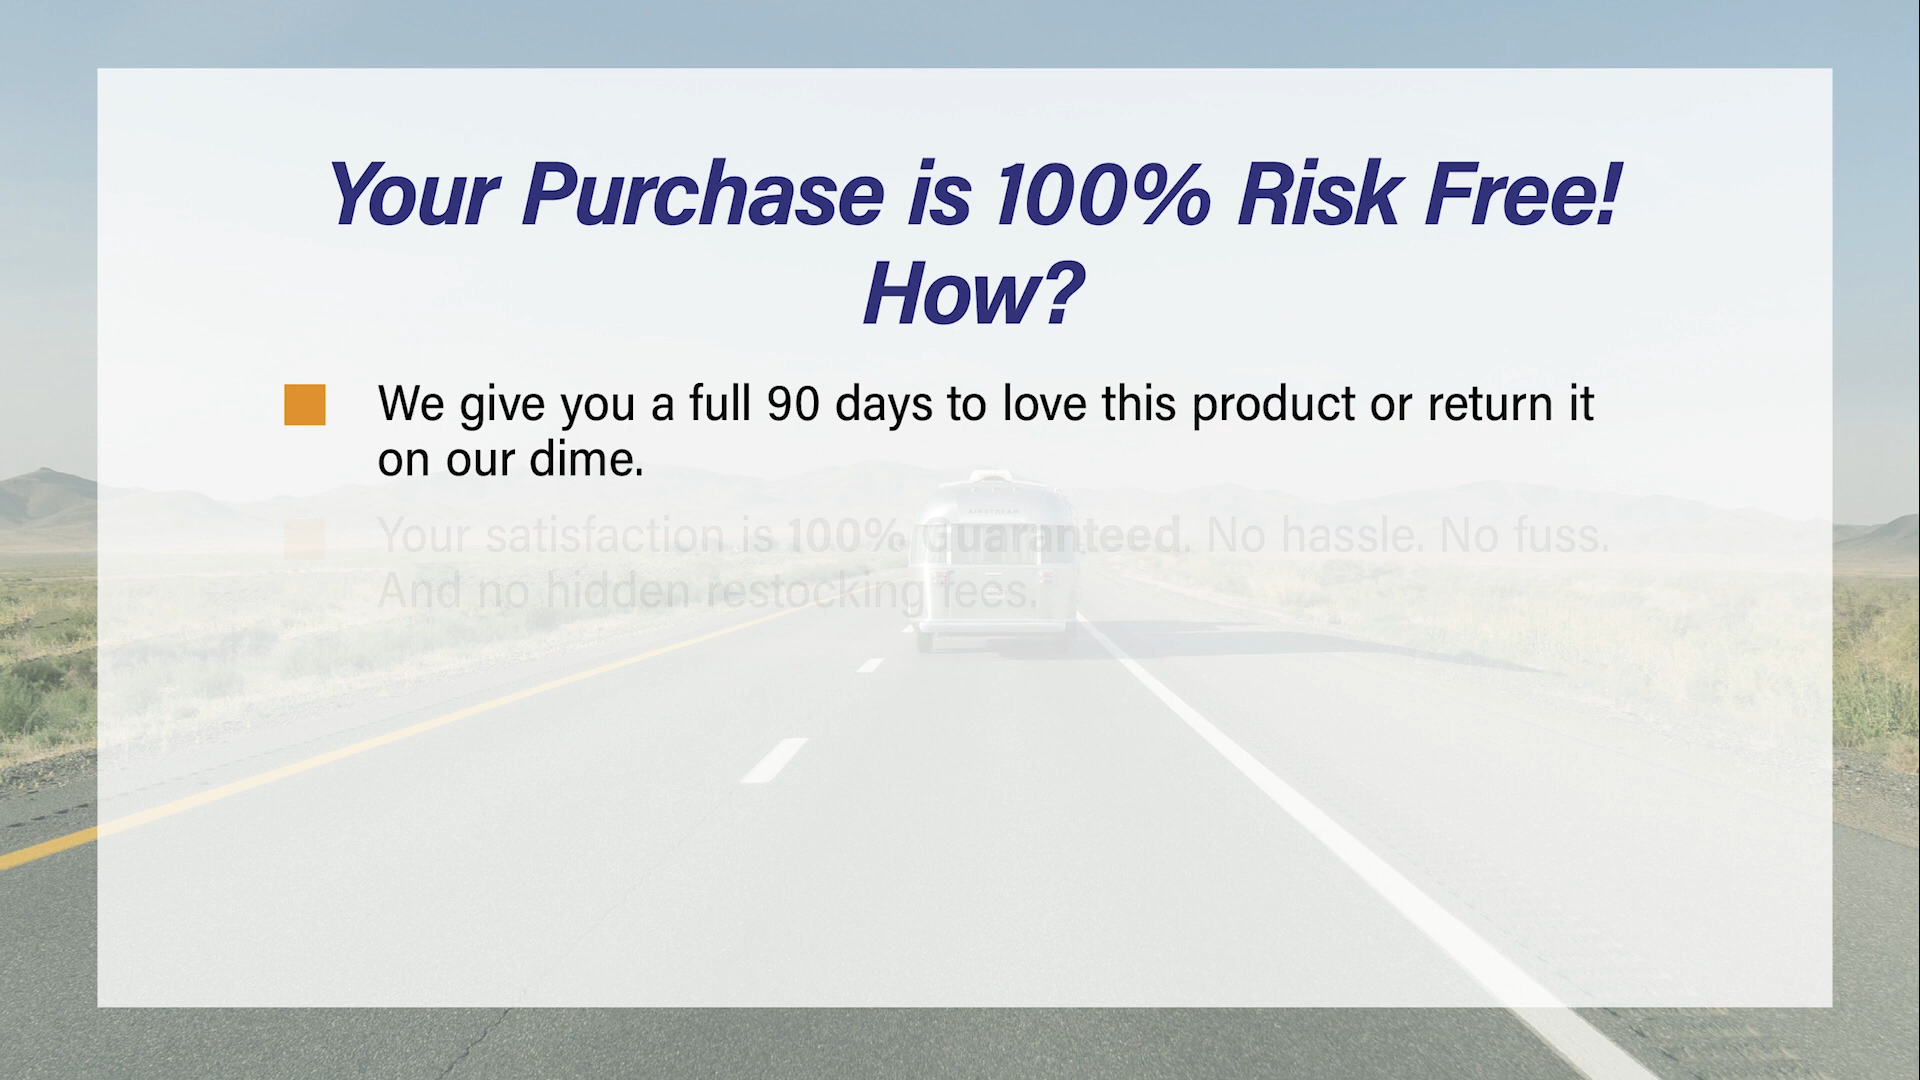 Your Purchase is 100% Risk Free!
How?
We give you a full 90 days to love this product or return it
on our dime.
AIRSTREAM
Your satisfaction is 100% Guaranteed. No hassle. No fuss.
And no hidden restocking fees.